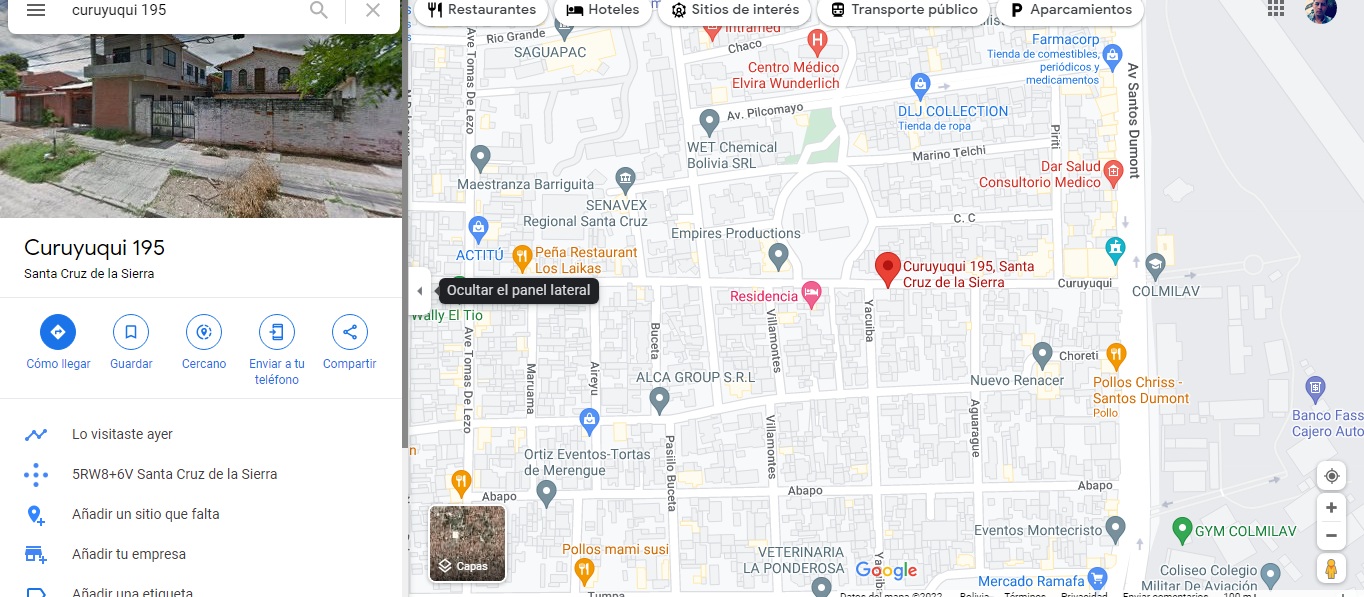 curuyuqui 195
Restaurantes
Hoteles
Sitios de interés
Transporte público
Aparcamientos
Curuyuqui 195
Santa Cruz de la Sierra
Cómo llegar
Guardar
Cercano
Enviar a tu
teléfono
Compartir
Lo visitaste ayer
5RW8+6V Santa Cruz de la Sierra
Añadir un sitio que falta
Añadir tu empresa
Añadir una etiqueta
Ocultar el panel lateral
Rio Grande
SAGUAPAC
Ave Tomas De Lezo
Intramed
Chaco
Centro Médico
Elvira Wunderlich
Farmacorp
Tienda de comestibles,
periódicos y
medicamentos
Av Santos Dumont
DLJ COLLECTION
Tienda de ropa
Av. Pilcomayo
WET Chemical
Bolivia SRL
Marino Telchi
Piriti
Dar Salud
Consultorio Medico
Maestranza Barriguita
SENAVEX
Regional Santa Cruz
C. C
ACTITÚ
Peña Restaurant
Los Laikas
Empires Productions
Curuyuqui 195, Santa
Cruz de la Sierra
Curuyuqui
COLMILAV
Residencia
Wally El Tio
Ave Tomas De Lezo
Maruama
Aireyu
Buceta
Villamontes
Yacuiba
Choreti
Nuevo Renacer
Pollos Chriss -
Santos Dumont
Pollo
ALCA GROUP S.R.L
Banco Fass
Cajero Auto
Aguarague
Villamontes
Pasillo Buceta
Ortiz Eventos-Tortas
de Merengue
Abapo
Abapo
Abapo
Eventos Montecristo
GYM COLMILAV
Capas
Pollos mami susi
VETERINARIA
LA PONDEROSA
Google
Mercado Ramafa
Coliseo Colegio
Militar De Aviación
Datos del mapa ©2022
Bolivia
Términos
Privacidad
Enviar comentarios
100 m